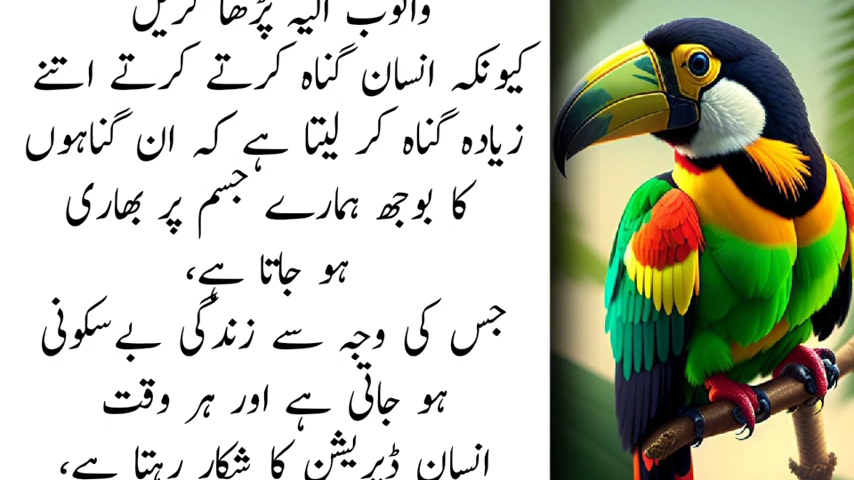 واتوب الیہ پڑھا کریں
کیونکہ انسان گناہ کرتے کرتے اتنے
زیادہ گناہ کر لیتا ہے کہ ان گناہوں
کا بوجھ ہمارے جسم پر بھاری
ہو جاتا ہے،
جس کی وجہ سے زندگی بے سکونی
ہو جاتی ہے اور ہر وقت
انسان ڈپریشن کا شکار رہتا ہے،